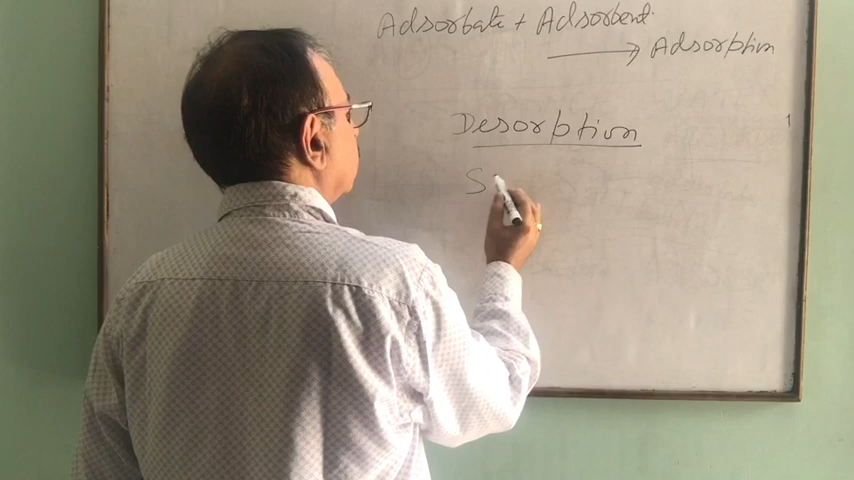 Adsorbate + Adsorbent
→ Adsorption
Desorption
S